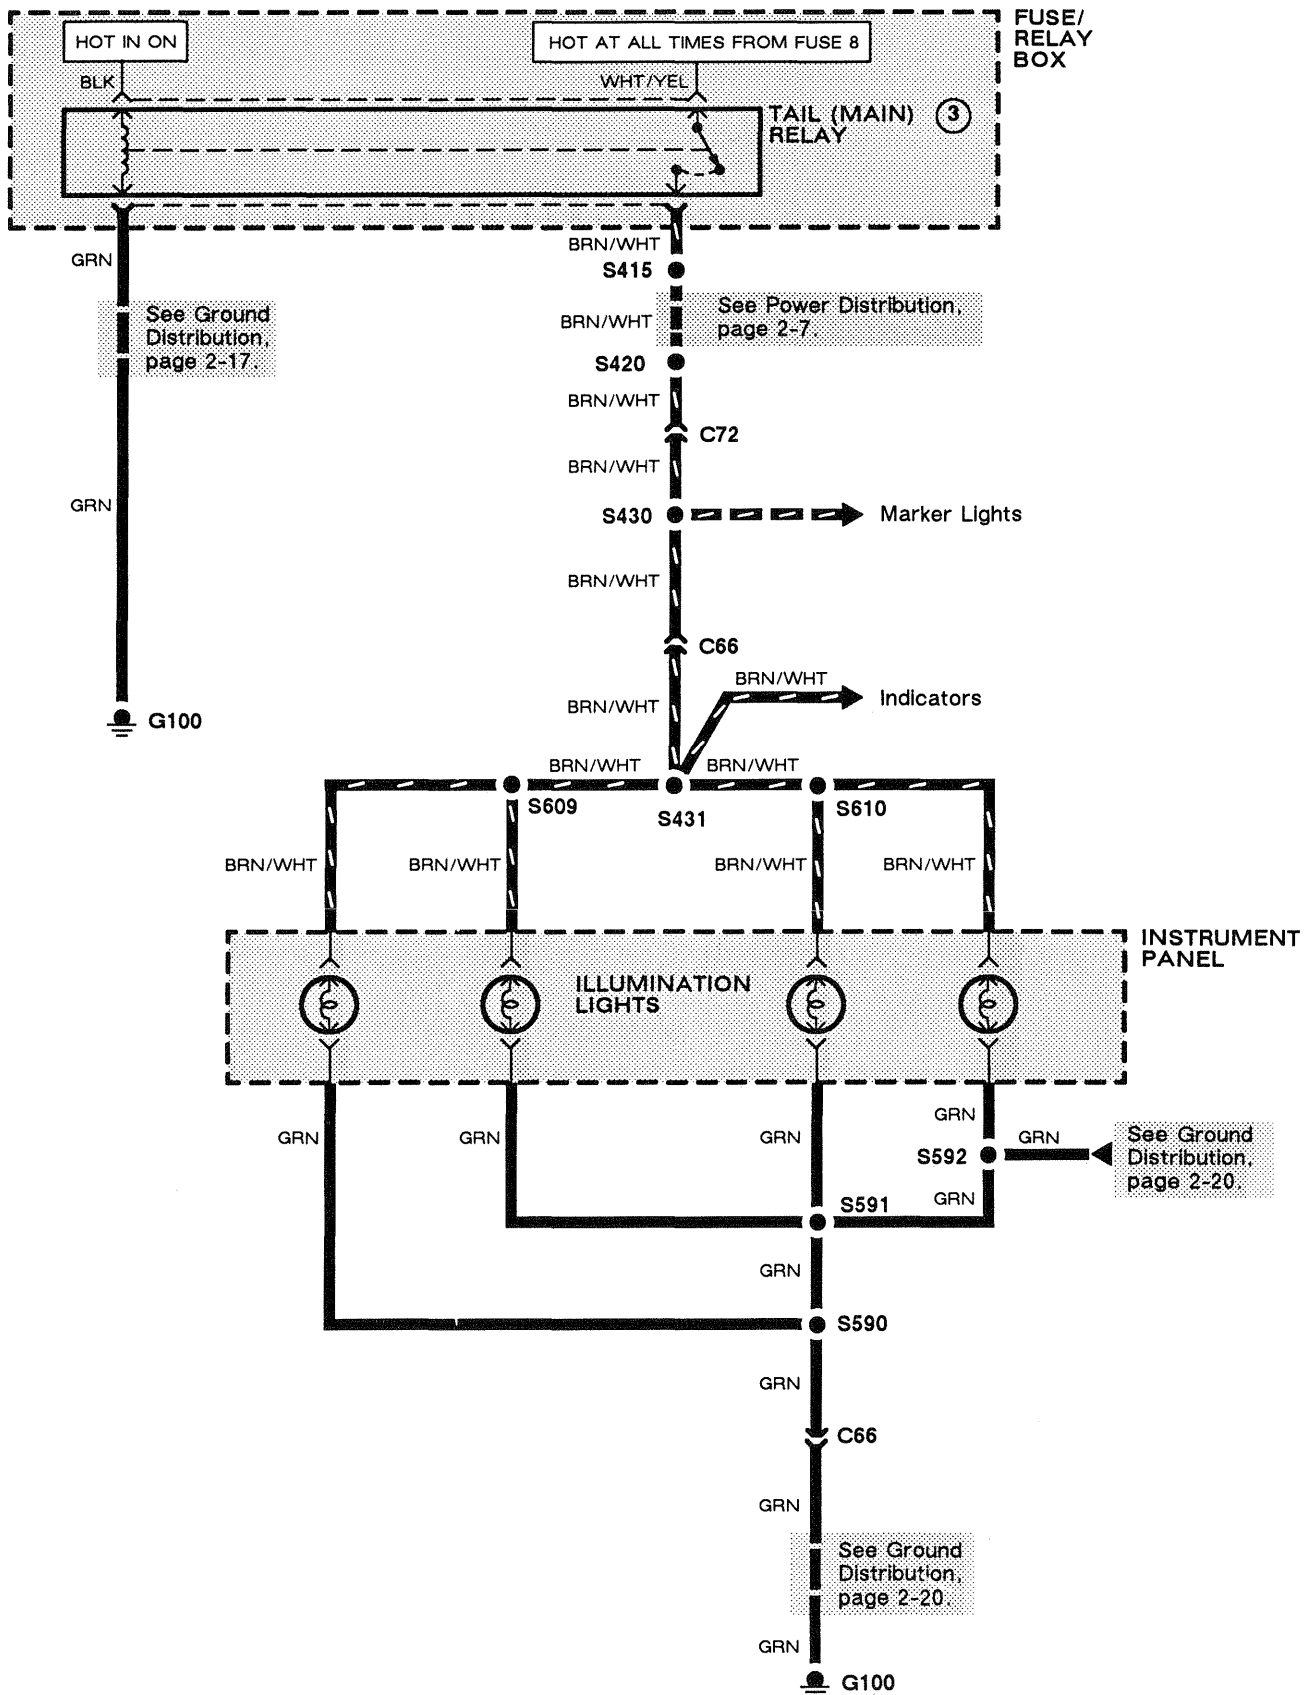 FUSE/
RELAY
BOX
HOT IN ON
HOT AT ALL TIMES FROM FUSE 8
BLK
WHT/YEL
TAIL (MAIN)
RELAY
3
GRN
BRN/WHT
S415
See Ground
Distribution,
page 2-17.
See Power Distribution,
page 2-7.
BRN/WHT
S420
BRN/WHT
C72
BRN/WHT
GRN
S430
Marker Lights
BRN/WHT
C66
BRN/WHT
BRN/WHT
Indicators
G100
BRN/WHT
BRN/WHT
S609
S431
S610
BRN/WHT
BRN/WHT
BRN/WHT
BRN/WHT
INSTRUMENT
PANEL
ILLUMINATION
LIGHTS
GRN
GRN
GRN
GRN
GRN
S592
See Ground
Distribution,
page 2-20.
GRN
S591
GRN
S590
GRN
C66
GRN
See Ground
Distribution,
page 2-20.
GRN
G100